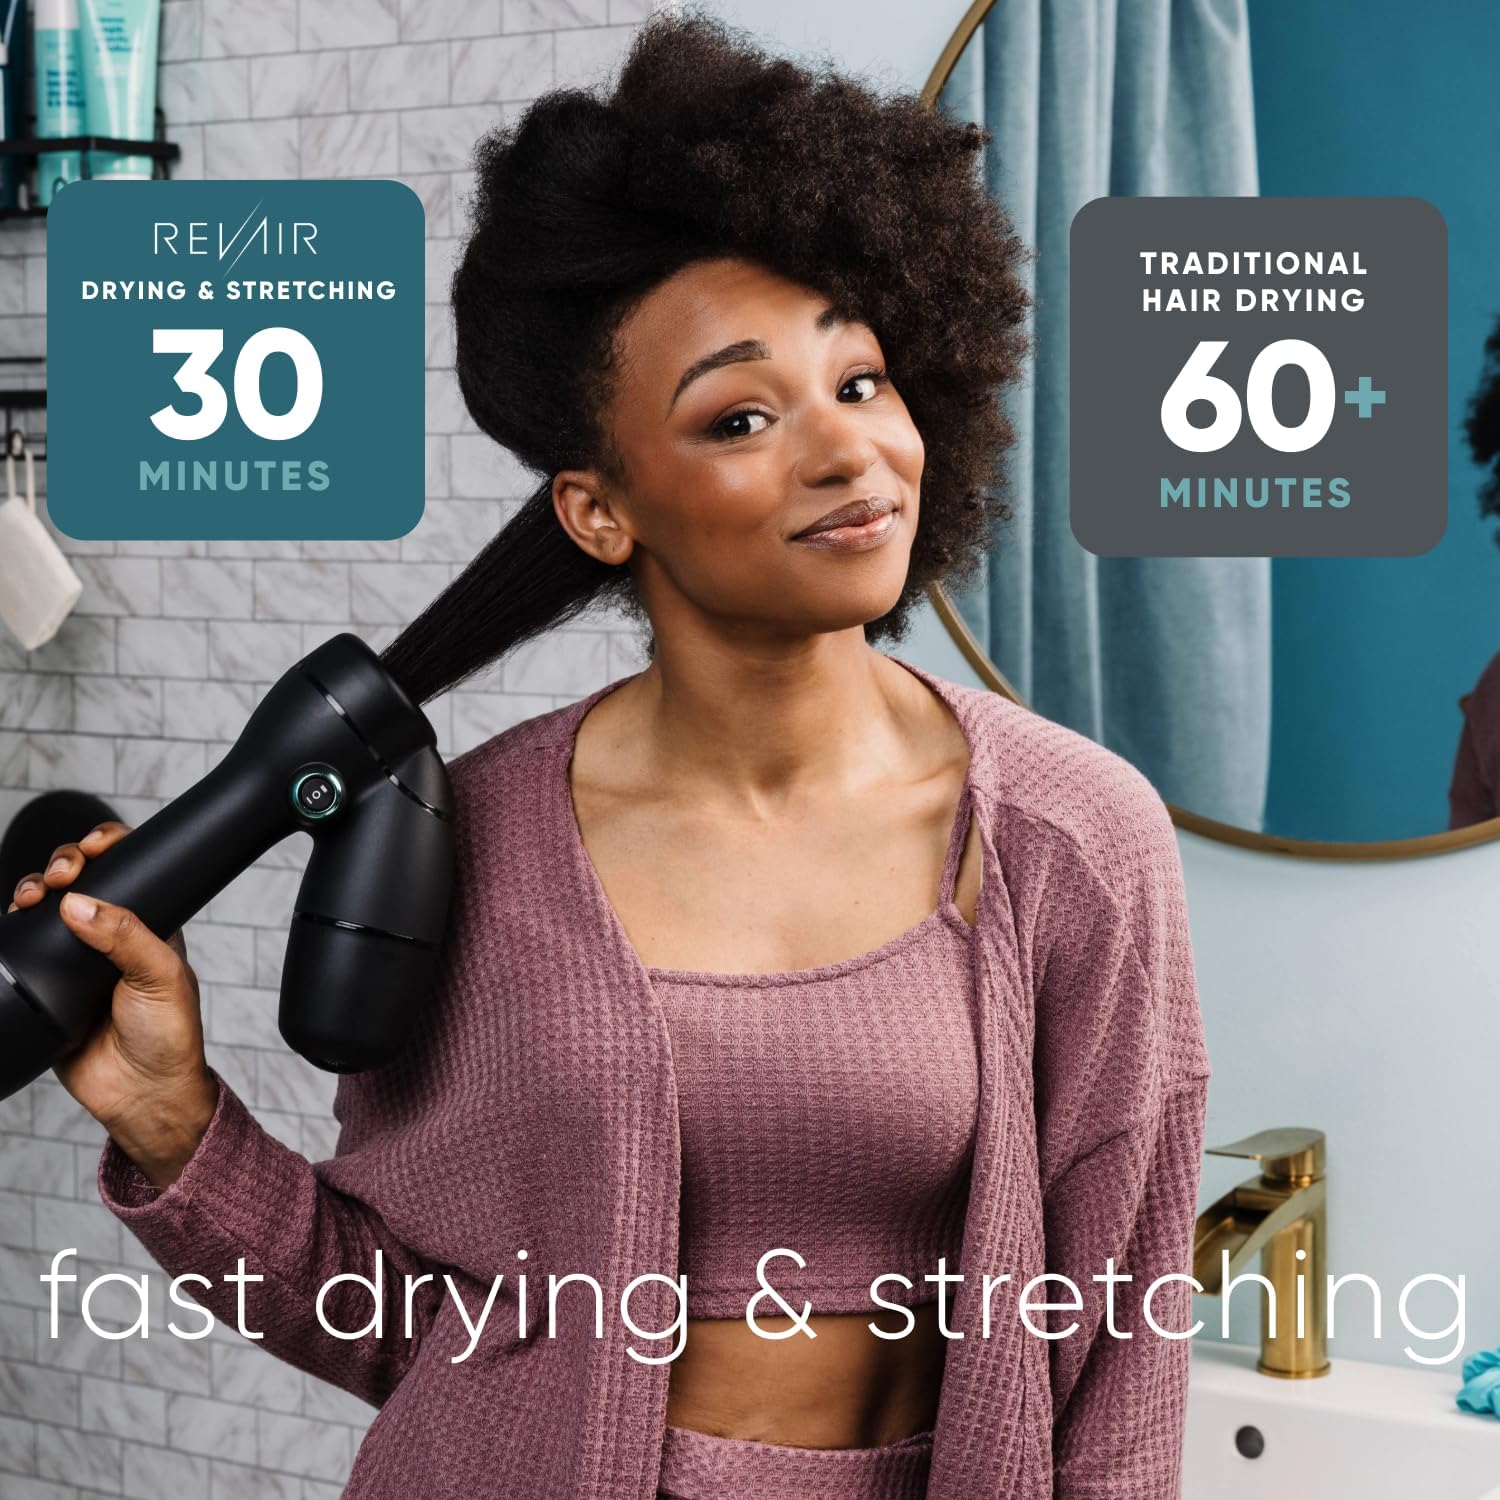 REVAIR
DRYING & STRETCHING
30
MINUTES
TRADITIONAL
HAIR DRYING
60+
MINUTES
fast drying & stretching